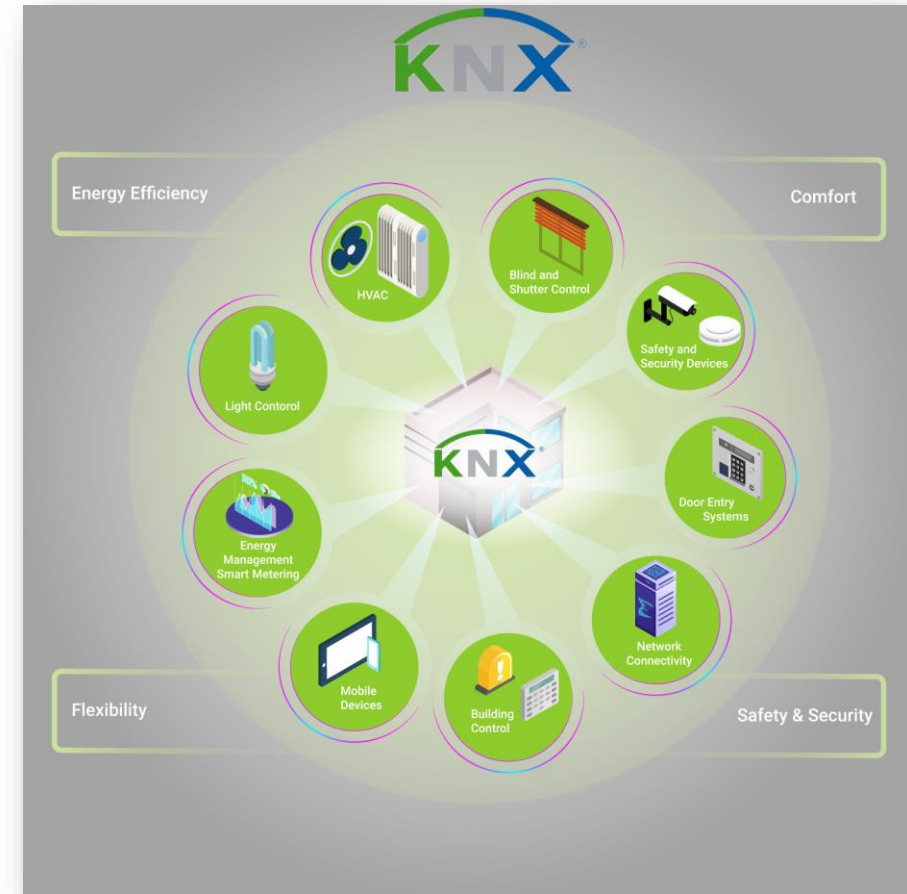 KNX®
Energy Efficiency
Comfort
HVAC
Blind and
Shutter Control
Safety and
Security Devices
Light Contorol
KNX®
Door Entry
Systems
Energy
Management
Smart Metering
Network
Connectivity
Mobile
Devices
Building
Control
Flexibility
Safety & Security